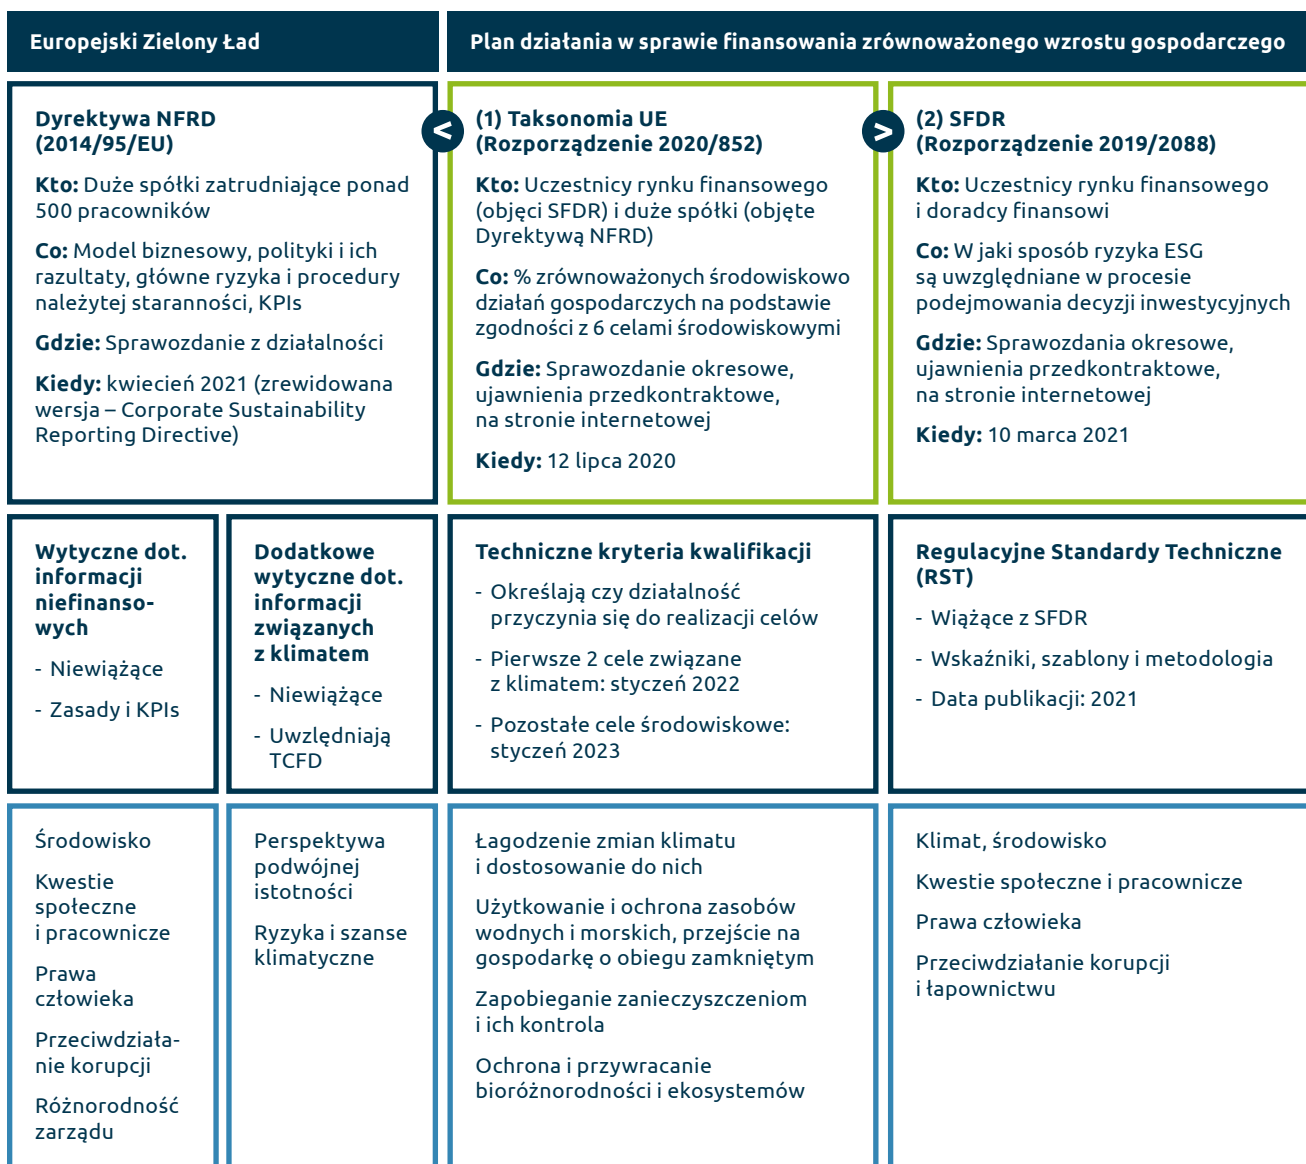 Europejski Zielony Ład
Plan działania w sprawie finansowania zrównoważonego wzrostu gospodarczego
Dyrektywa NFRD
(2014/95/EU)
Kto: Duże spółki zatrudniające ponad
500 pracowników
Co: Model biznesowy, polityki i ich
razultaty, główne ryzyka i procedury
należytej staranności, KPIs
Gdzie: Sprawozdanie z działalności
Kiedy: kwiecień 2021 (zrewidowana
wersja – Corporate Sustainability
Reporting Directive)
<
(1) Taksonomia UE
(Rozporządzenie 2020/852)
Kto: Uczestnicy rynku finansowego
(objęci SFDR) i duże spółki (objęte
Dyrektywą NFRD)
Co: % zrównoważonych środowiskowo
działań gospodarczych na podstawie
zgodności z 6 celami środowiskowymi
Gdzie: Sprawozdanie okresowe,
ujawnienia przedkontraktowe,
na stronie internetowej
Kiedy: 12 lipca 2020
>
(2) SFDR
(Rozporządzenie 2019/2088)
Kto: Uczestnicy rynku finansowego
i doradcy finansowi
Co: W jaki sposób ryzyka ESG
są uwzględniane w procesie
podejmowania decyzji inwestycyjnych
Gdzie: Sprawozdania okresowe,
ujawnienia przedkontraktowe,
na stronie internetowej
Kiedy: 10 marca 2021
Wytyczne dot.
informacji
niefinanso-
wych
- Niewiążące
- Zasady i KPIs
Dodatkowe
wytyczne dot.
informacji
związanych
z klimatem
- Niewiążące
- Uwzlędniają
TCFD
Techniczne kryteria kwalifikacji
- Określają czy działalność
przyczynia się do realizacji celów
- Pierwsze 2 cele związane
z klimatem: styczeń 2022
- Pozostałe cele środowiskowe:
styczeń 2023
Regulacyjne Standardy Techniczne
(RST)
- Wiążące z SFDR
- Wskaźniki, szablony i metodologia
- Data publikacji: 2021
Środowisko
Kwestie
społeczne
i pracownicze
Prawa
człowieka
Przeciwdziała-
nie korupcji
Różnorodność
zarządu
Perspektywa
podwójnej
istotności
Ryzyka i szanse
klimatyczne
Łagodzenie zmian klimatu
i dostosowanie do nich
Użytkowanie i ochrona zasobów
wodnych i morskich, przejście na
gospodarkę o obiegu zamkniętym
Zapobieganie zanieczyszczeniom
i ich kontrola
Ochrona i przywracanie
bioróżnorodności i ekosystemów
Klimat, środowisko
Kwestie społeczne i pracownicze
Prawa człowieka
Przeciwdziałanie korupcji
i łapownictwu